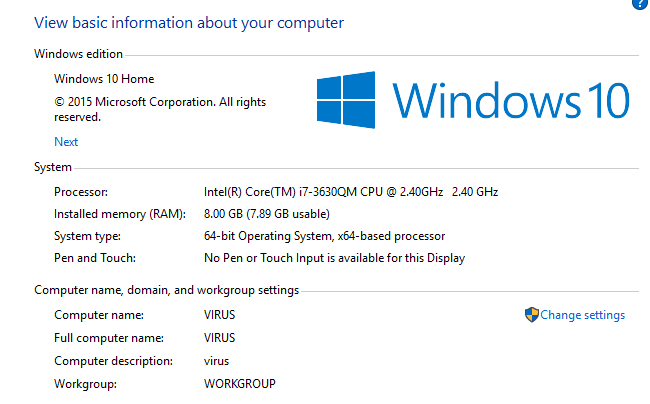 ?
View basic information about your computer
Windows edition
Windows 10 Home
© 2015 Microsoft Corporation. All rights
reserved.
Next
Windows 10
System
Processor: Intel(R) Core(TM) i7-3630QM CPU @ 2.40GHz 2.40 GHz
Installed memory (RAM): 8.00 GB (7.89 GB usable)
System type: 64-bit Operating System, x64-based processor
Pen and Touch: No Pen or Touch Input is available for this Display
Computer name, domain, and workgroup settings
Computer name: VIRUS Change settings
Full computer name: VIRUS
Computer description: virus
Workgroup: WORKGROUP